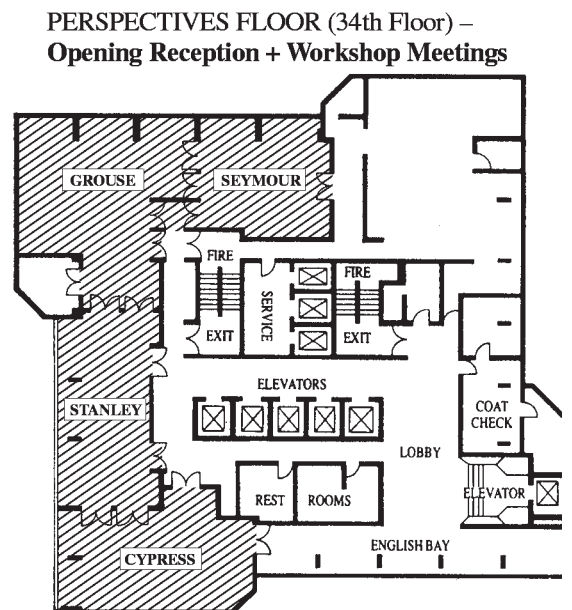 PERSPECTIVES FLOOR (34th Floor) –
Opening Reception + Workshop Meetings
GROUSE
SEYMOUR
FIRE
EXIT
SERVICE
FIRE
EXIT
ELEVATORS
STANLEY
COAT
CHECK
LOBBY
REST ROOMS
ELEVATOR
ENGLISH BAY
CYPRESS